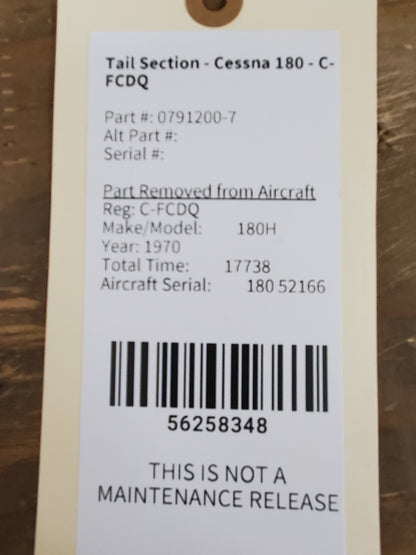 Tail Section - Cessna 180 - C-
FCDQ
Part #: 0791200-7
Alt Part #:
Serial #:
Part Removed from Aircraft
Reg: C-FCDQ
Make/Model: 180H
Year: 1970
Total Time: 17738
Aircraft Serial: 180 52166
56258348
THIS IS NOT A
MAINTENANCE RELEASE